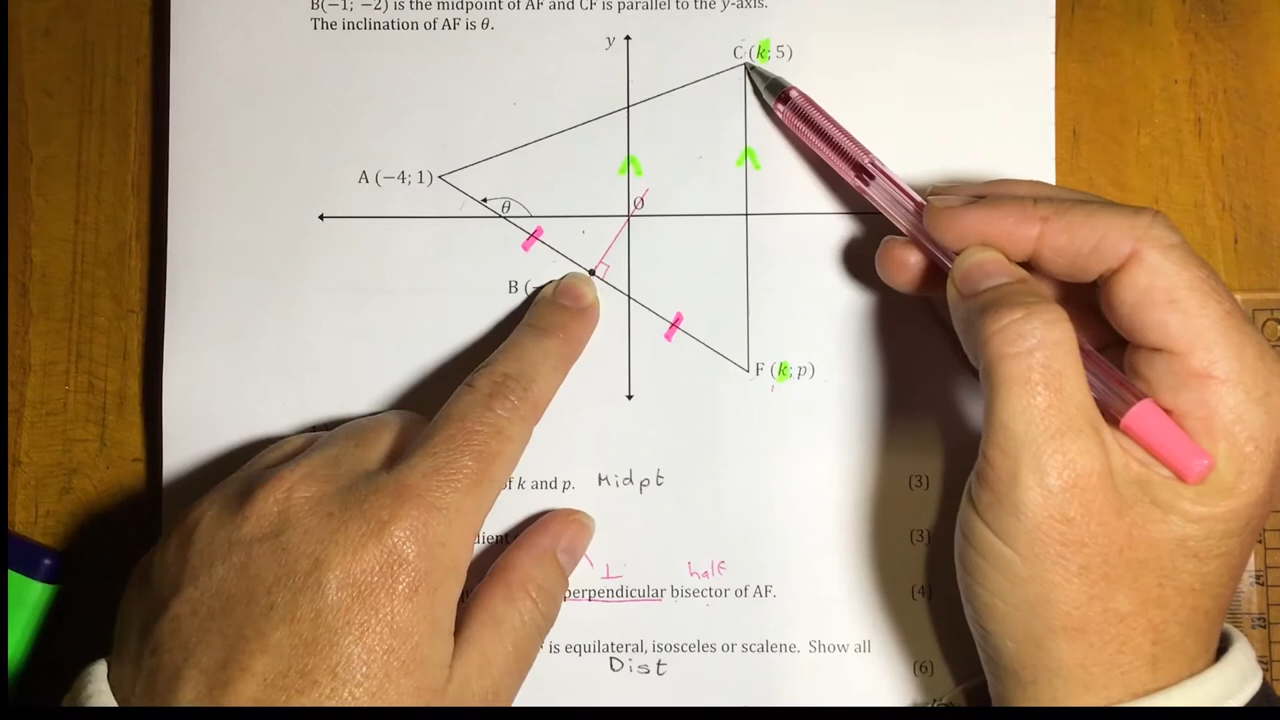 B(−1; −2) is the midpoint of AF and CF is parallel to the y-axis.
The inclination of AF is θ.
y
C (k; 5)
A (−4; 1)
θ
B (−
F (k; p)
of k and p. Midpt (3)
(3)
⊥ half
perpendicular bisector of AF. (4)
is equilateral, isosceles or scalene. Show all
Dist (6)